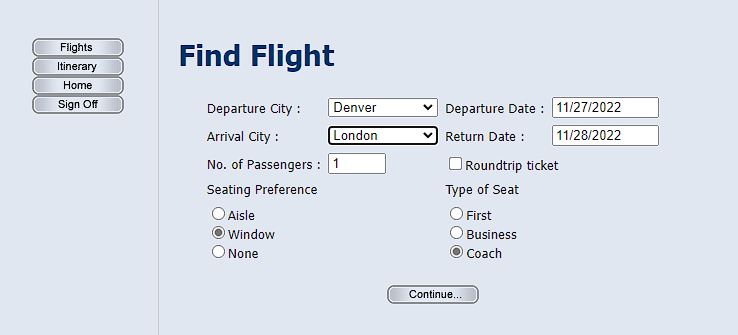 Flights
Itinerary
Home
Sign Off
Find Flight
Departure City : Denver Departure Date : 11/27/2022
Arrival City : London Return Date : 11/28/2022
No. of Passengers : 1 Roundtrip ticket
Seating Preference Type of Seat
Aisle First
Window Business
None Coach
Continue...